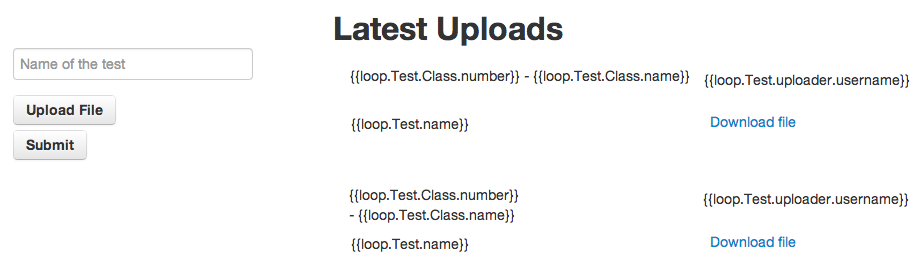 Latest Uploads
Name of the test
Upload File
Submit
{{loop.Test.Class.number}} - {{loop.Test.Class.name}}
{{loop.Test.uploader.username}}
{{loop.Test.name}}
Download file
{{loop.Test.Class.number}}
- {{loop.Test.Class.name}}
{{loop.Test.uploader.username}}
{{loop.Test.name}}
Download file